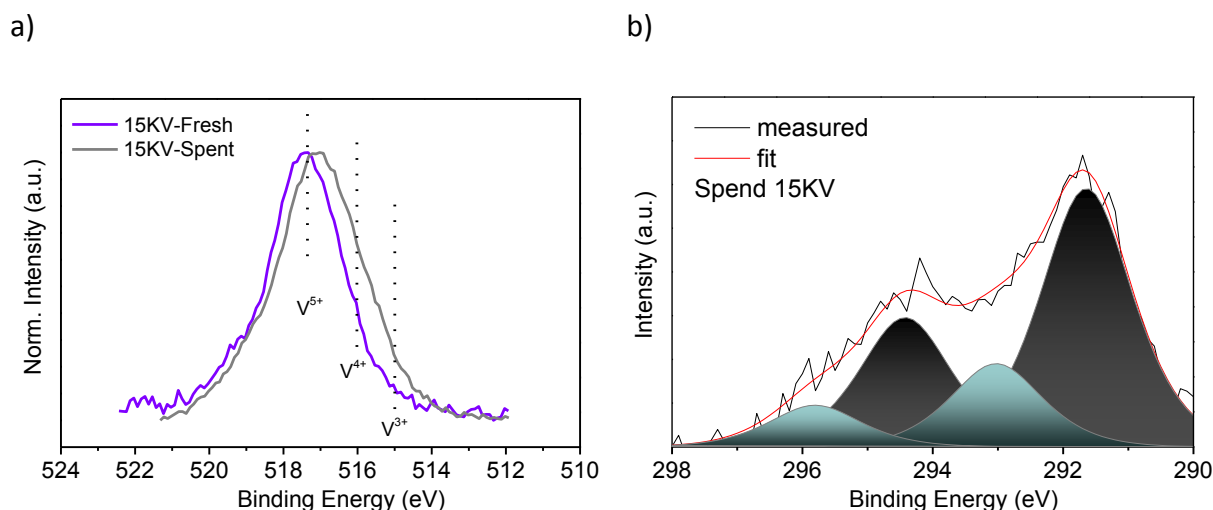 a)
15KV-Fresh
15KV-Spent
V5+
V4+
V3+
Norm. Intensity (a.u.)
524 522 520 518 516 514 512 510
Binding Energy (eV)
b)
measured
fit
Spend 15KV
Intensity (a.u.)
298 296 294 292 290
Binding Energy (eV)